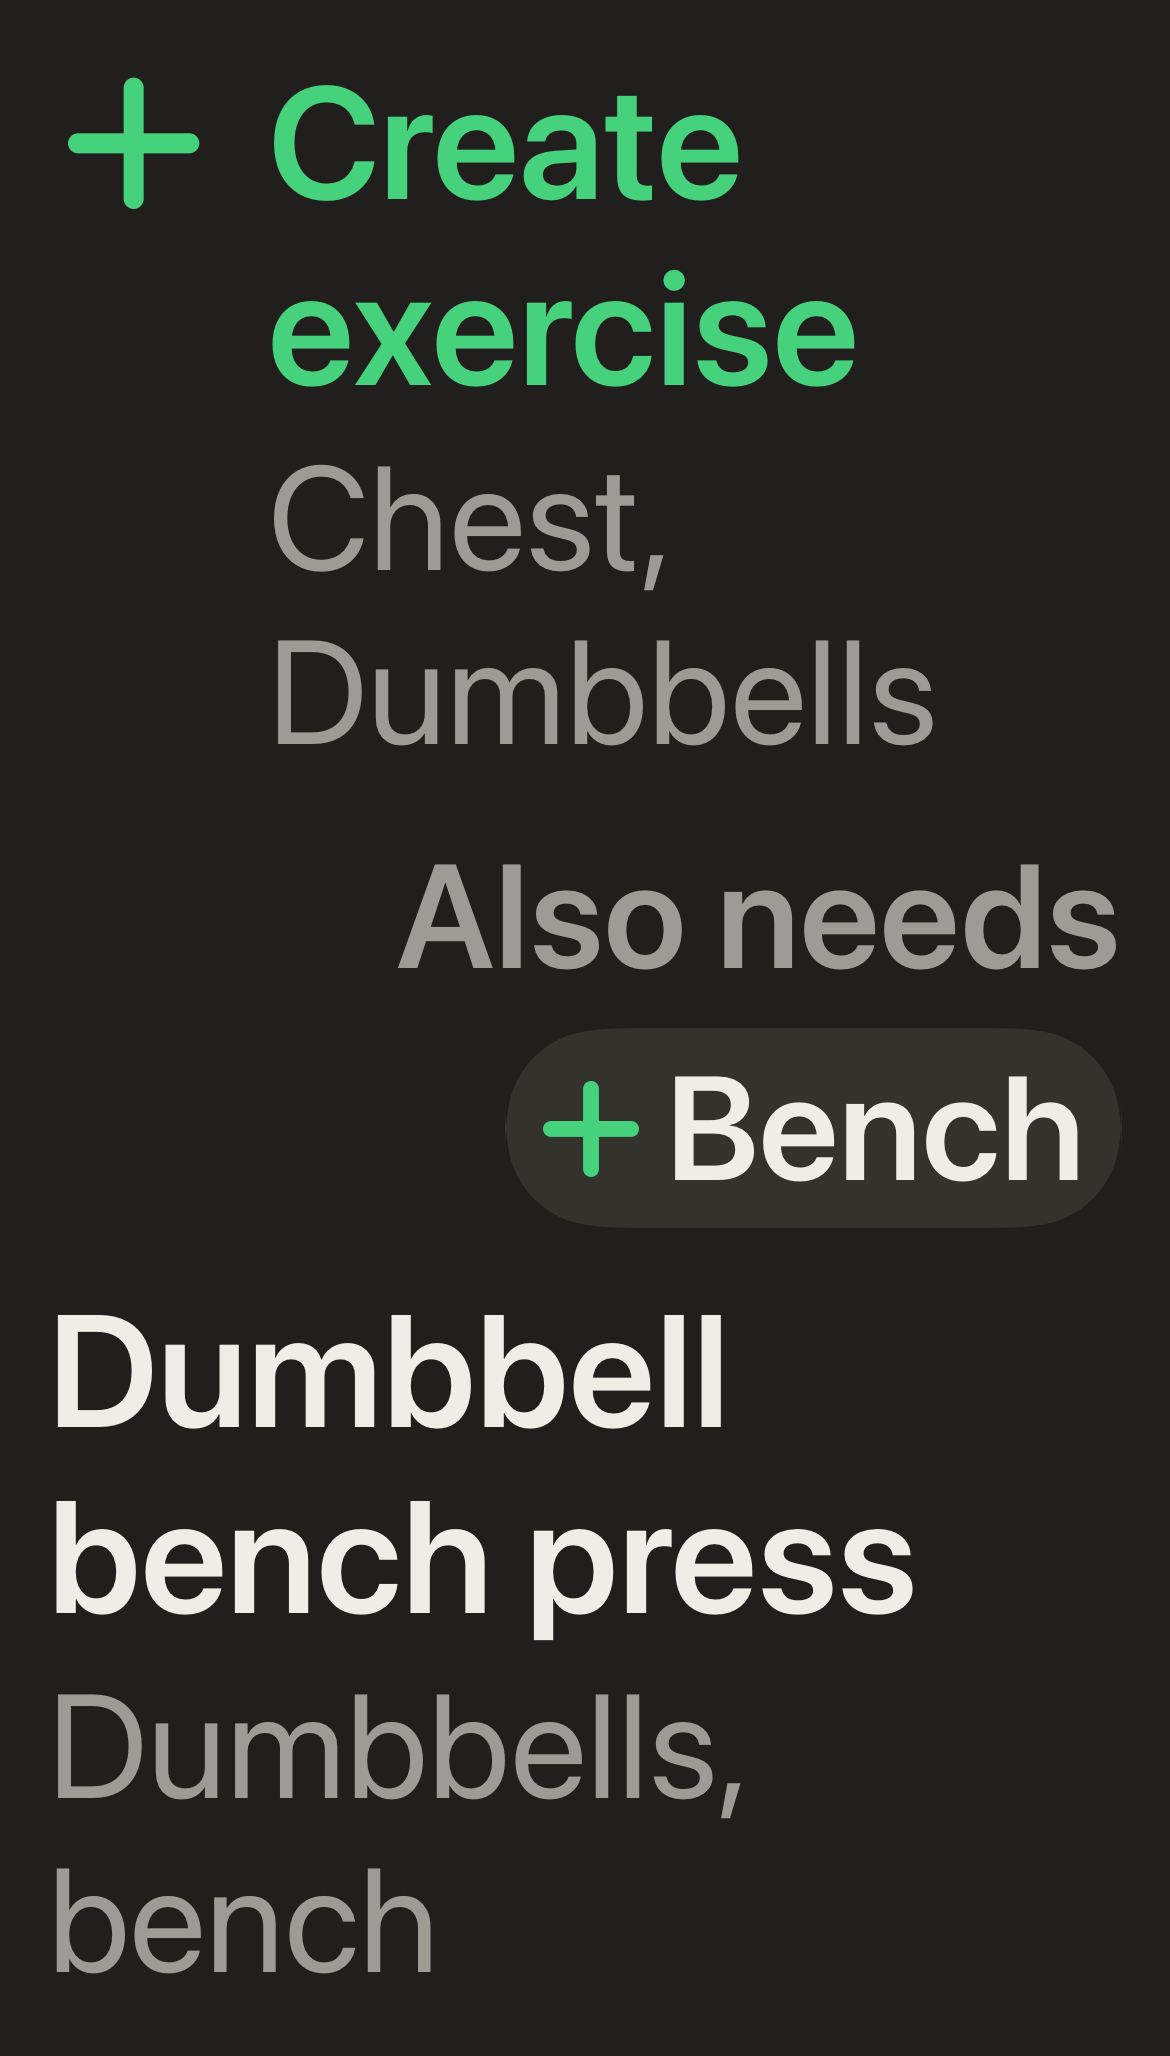 Create
exercise
Chest,
Dumbbells
Also needs
Bench
Dumbbell
bench press
Dumbbells,
bench